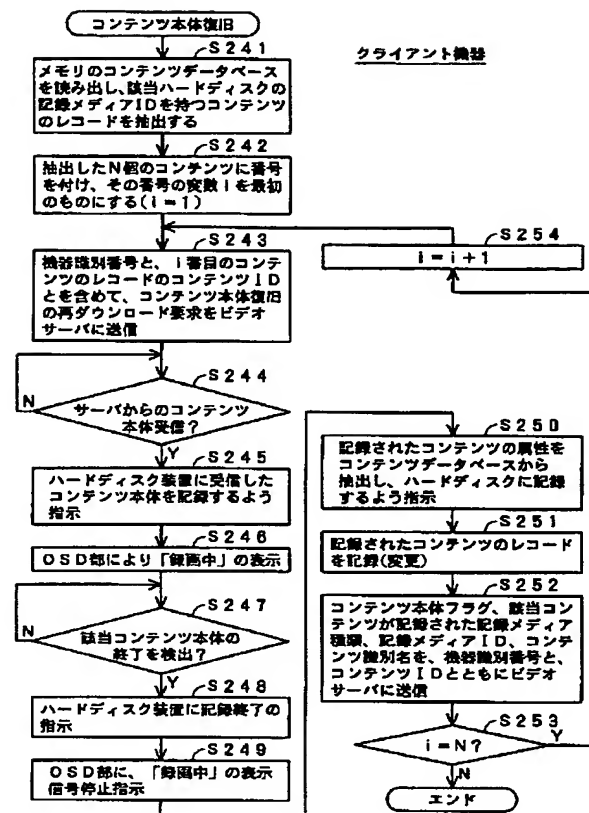 コンテンツ本体復旧
クライアント機器
S241
メモリのコンテンツデータベース
を読み出し、該当ハードディスクの
記録メディアIDを持つコンテンツ
のレコードを抽出する
S242
抽出したN個のコンテンツに番号
を付け、その番号の変数iを最初
のものにする(i=1)
S243
機器識別番号と、i番目のコンテ
ンツのレコードのコンテンツID
とを含めて、コンテンツ本体復旧
の再ダウンロード要求をビデオ
サーバに送信
S244
サーバからのコンテンツ
本体受信?
N
Y
S245
ハードディスク装置に受信した
コンテンツ本体を記録するよう
指示
S246
OSD部により「録画中」の表示
S247
該当コンテンツ本体の
終了を検出?
N
Y
S248
ハードディスク装置に記録終了の
指示
S249
OSD部に、「録画中」の表示
信号停止指示
S250
記録されたコンテンツの属性を
コンテンツデータベースから
抽出し、ハードディスクに記録
するよう指示
S251
記録されたコンテンツのレコード
を記録(変更)
S252
コンテンツ本体フラグ、該当コン
テンツが記録された記録メディア
種類、記録メディアID、コンテ
ンツ識別名を、機器識別番号と、
コンテンツIDとともにビデオ
サーバに送信
S253
i=N?
Y
N
エンド
S254
i=i+1